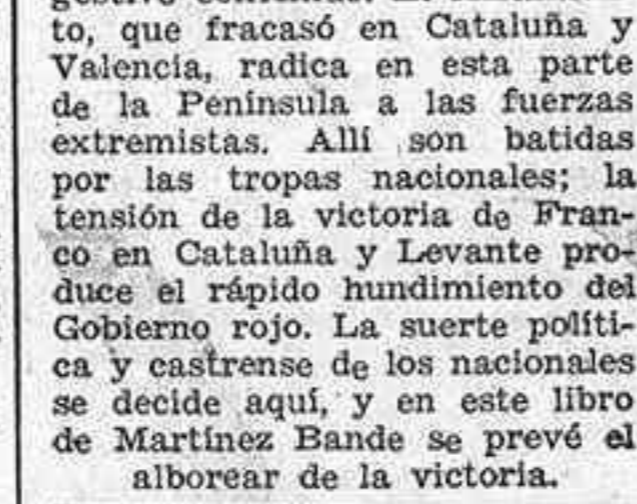 to, que fracasó en Cataluña y
Valencia, radica en esta parte
de la Península a las fuerzas
extremistas. Allí son batidas
por las tropas nacionales; la
tensión de la victoria de Fran-
co en Cataluña y Levante pro-
duce el rápido hundimiento del
Gobierno rojo. La suerte políti-
ca y castrense de los nacionales
se decide aquí, y en este libro
de Martínez Bande se prevé el
alborear de la victoria.